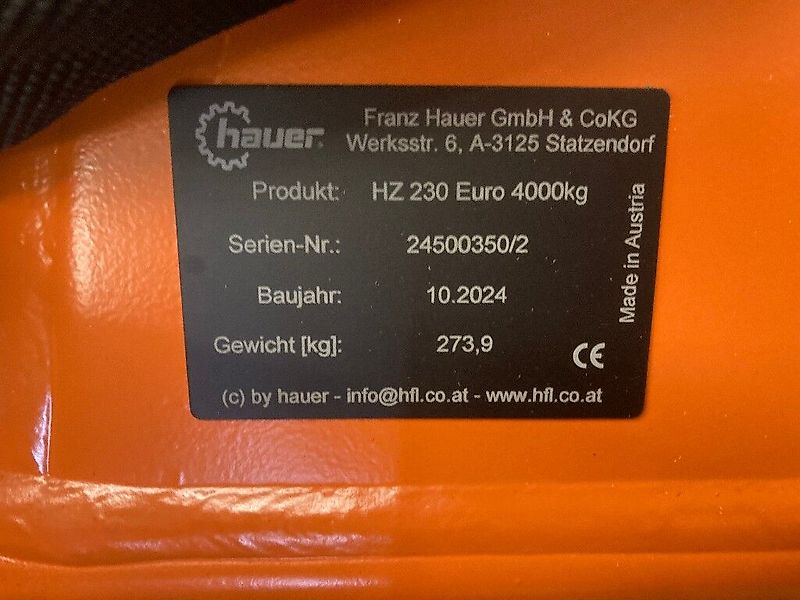 hauer
Franz Hauer GmbH & CoKG
Werksstr. 6, A-3125 Statzendorf
Produkt: HZ 230 Euro 4000kg
Serien-Nr.: 24500350/2
Baujahr: 10.2024
Gewicht [kg]: 273,9
Made in Austria
CE
(c) by hauer - info@hfl.co.at - www.hfl.co.at